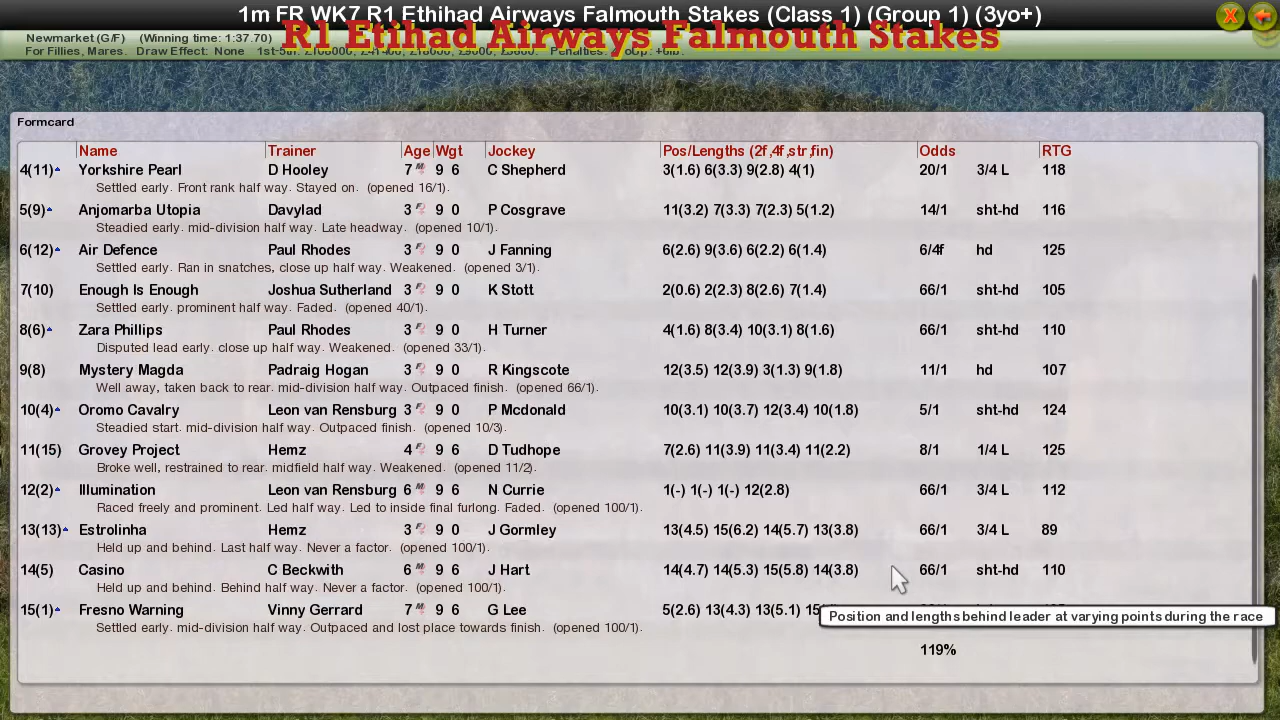 1m FR WK7 R1 Ethihad Airways Falmouth Stakes (Class 1) (Group 1) (3yo+)
R1 Etihad Airways Falmouth Stakes
Newmarket (G/F) (Winning time: 1:37.70)
For Fillies, Mares. Draw Effect: None 1st-5th: £100000, £41400, £18000, £9000, £5000. Penalties:
Formcard
Name Trainer Age Wgt Jockey Pos/Lengths (2f,4f,str,fin) Odds RTG
4(11) Yorkshire Pearl D Hooley 7 M 9 6 C Shepherd 3(1.6) 6(3.3) 9(2.8) 4(1) 20/1 3/4 L 118
Settled early. Front rank half way. Stayed on. (opened 16/1).
5(9) Anjomarba Utopia Davylad 3 F 9 0 P Cosgrave 11(3.2) 7(3.3) 7(2.3) 5(1.2) 14/1 sht-hd 116
Steadied early. mid-division half way. Late headway. (opened 10/1).
6(12) Air Defence Paul Rhodes 3 F 9 0 J Fanning 6(2.6) 9(3.6) 6(2.2) 6(1.4) 6/4f hd 125
Settled early. Ran in snatches, close up half way. Weakened. (opened 3/1).
7(10) Enough Is Enough Joshua Sutherland 3 F 9 0 K Stott 2(0.6) 2(2.3) 8(2.6) 7(1.4) 66/1 sht-hd 105
Settled early. prominent half way. Faded. (opened 40/1).
8(6) Zara Phillips Paul Rhodes 3 F 9 0 H Turner 4(1.6) 8(3.4) 10(3.1) 8(1.6) 66/1 sht-hd 110
Disputed lead early. close up half way. Weakened. (opened 33/1).
9(8) Mystery Magda Padraig Hogan 3 F 9 0 R Kingscote 12(3.5) 12(3.9) 3(1.3) 9(1.8) 11/1 hd 107
Well away, taken back to rear. mid-division half way. Outpaced finish. (opened 66/1).
10(4) Oromo Cavalry Leon van Rensburg 3 F 9 0 P Mcdonald 10(3.1) 10(3.7) 12(3.4) 10(1.8) 5/1 sht-hd 124
Steadied start. mid-division half way. Outpaced finish. (opened 10/3).
11(15) Grovey Project Hemz 4 F 9 6 D Tudhope 7(2.6) 11(3.9) 11(3.4) 11(2.2) 8/1 1/4 L 125
Broke well, restrained to rear. midfield half way. Weakened. (opened 11/2).
12(2) Illumination Leon van Rensburg 6 M 9 6 N Currie 1(-) 1(-) 1(-) 12(2.8) 66/1 3/4 L 112
Raced freely and prominent. Led half way. Led to inside final furlong. Faded. (opened 100/1).
13(13) Estrolinha Hemz 3 F 9 0 J Gormley 13(4.5) 15(6.2) 14(5.7) 13(3.8) 66/1 3/4 L 89
Held up and behind. Last half way. Never a factor. (opened 100/1).
14(5) Casino C Beckwith 6 M 9 6 J Hart 14(4.7) 14(5.3) 15(5.8) 14(3.8) 66/1 sht-hd 110
Held up and behind. Behind half way. Never a factor. (opened 100/1).
15(1) Fresno Warning Vinny Gerrard 7 M 9 6 G Lee 5(2.6) 13(4.3) 13(5.1)
Settled early. mid-division half way. Outpaced and lost place towards finish. (opened 100/1).
Position and lengths behind leader at varying points during the race
119%